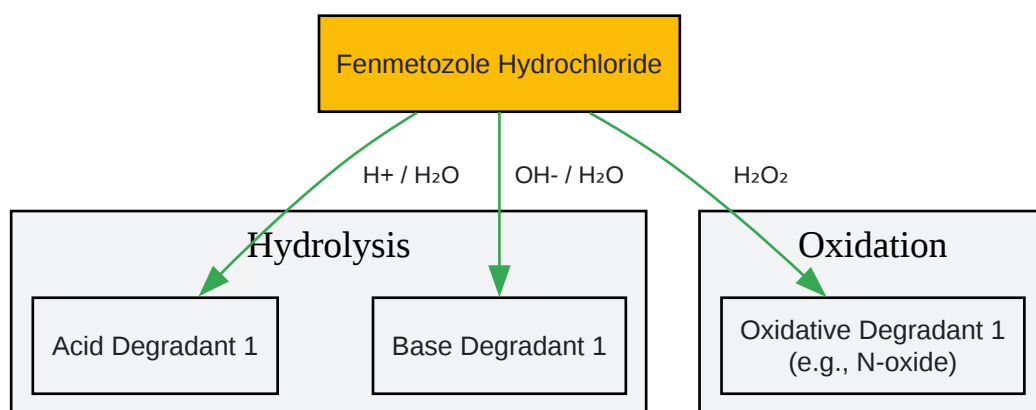 Fenmetozole Hydrochloride
H+ / H₂O
OH- / H₂O
H₂O₂
Hydrolysis
Oxidation
Acid Degradant 1
Base Degradant 1
Oxidative Degradant 1
(e.g., N-oxide)